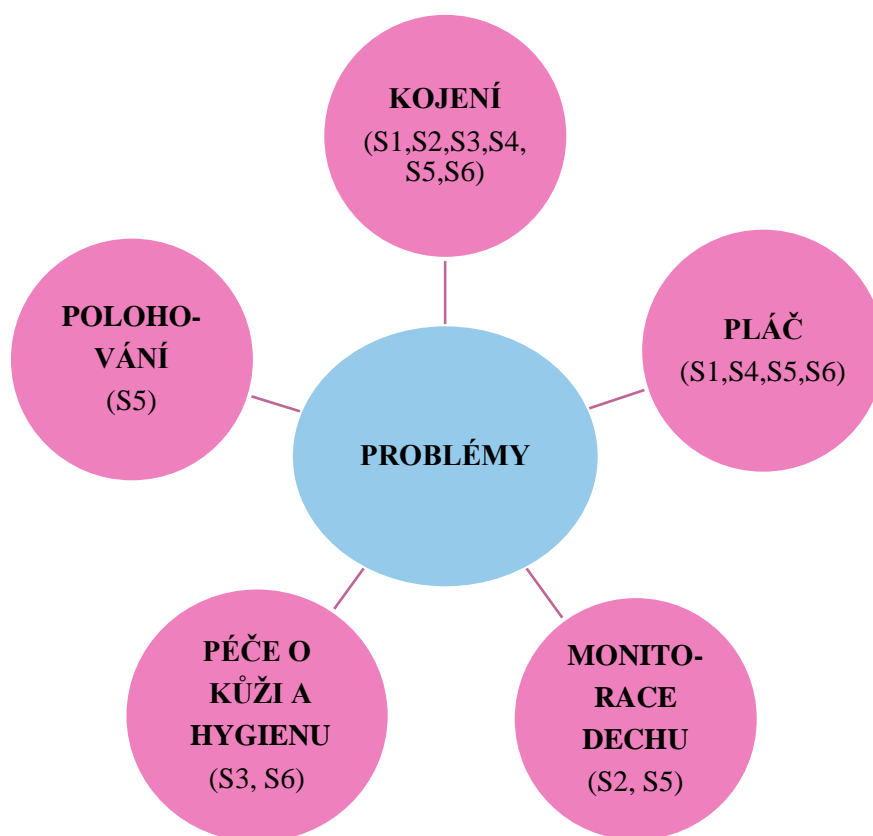 KOJENÍ
(S1,S2,S3,S4,
S5,S6)
POLOHO-
VÁNÍ
(S5)
PLÁČ
(S1,S4,S5,S6)
PROBLÉMY
PÉČE O
KŮŽI A
HYGIENU
(S3, S6)
MONITO-
RACE
DECHU
(S2, S5)